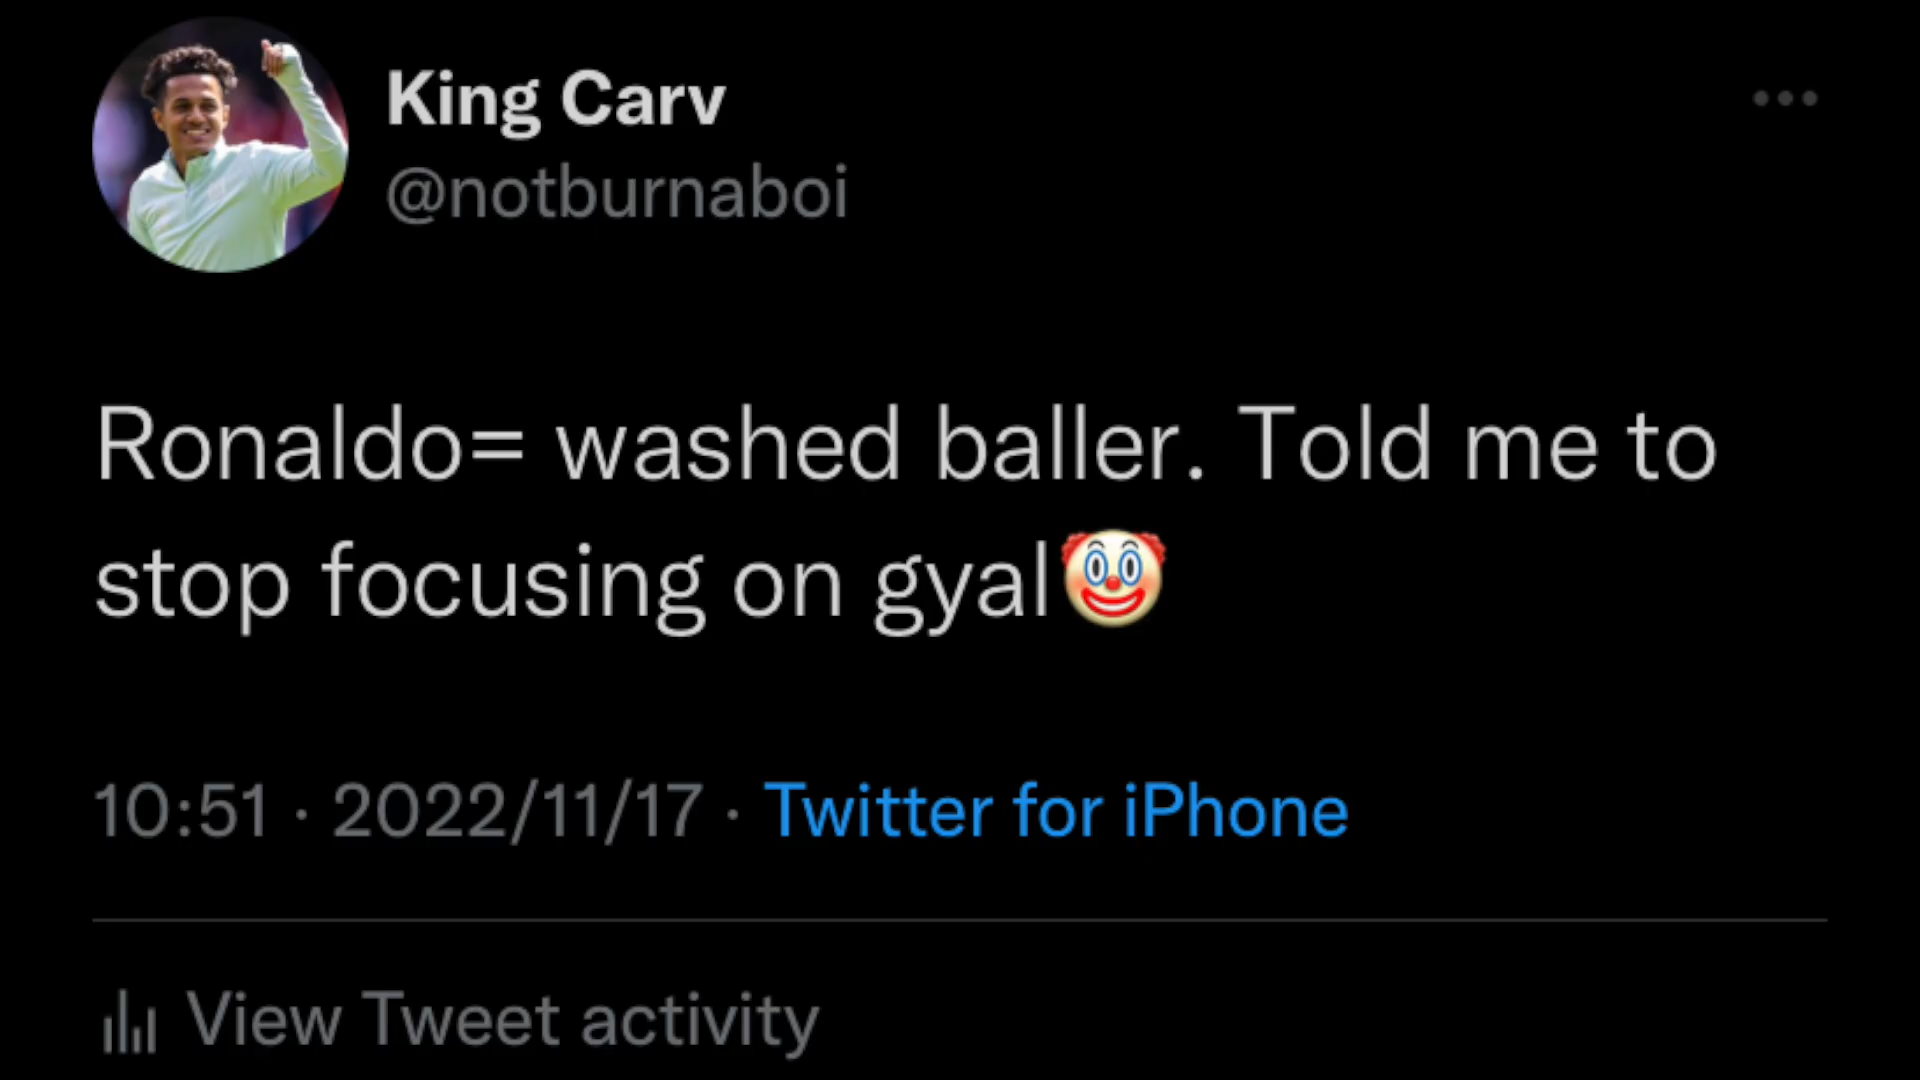 King Carv
@notburnaboi
Ronaldo= washed baller. Told me to
stop focusing on gyal🤡
10:51 · 2022/11/17 · Twitter for iPhone
View Tweet activity